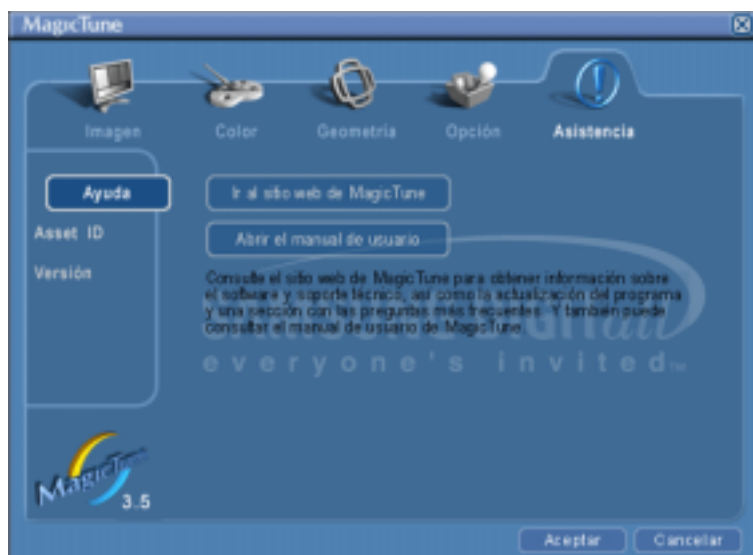 MagicTune
Imagen
Color
Geometría
Opción
Asistencia
Ayuda
Asset ID
Versión
Ir al sitio web de MagicTune
Abrir el manual de usuario
Consulte el sitio web de MagicTune para obtener información sobre
el software y soporte técnico, así como la actualización del programa
y una sección con las preguntas más frecuentes. Y también puede
consultar el manual de usuario de MagicTune.
SAMSUNG DIGITall
everyone's invited™
MagicTune
3.5
Aceptar
Cancelar